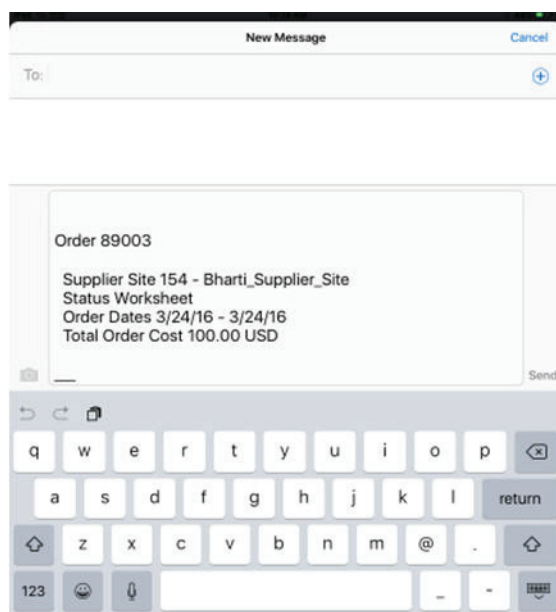 New Message
Cancel
To:
Order 89003
Supplier Site 154 - Bharti_Supplier_Site
Status Worksheet
Order Dates 3/24/16 - 3/24/16
Total Order Cost 100.00 USD
Send
q w e r t y u i o p
a s d f g h j k l return
z x c v b n m @ .
123 _ -